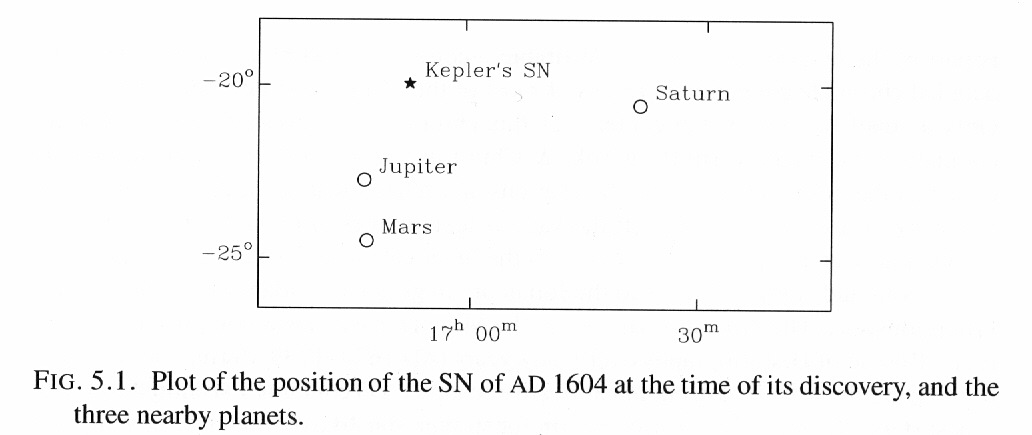 Kepler's SN
−20°
Saturn
Jupiter
Mars
−25°
17ʰ 00ᵐ
30ᵐ
FIG. 5.1. Plot of the position of the SN of AD 1604 at the time of its discovery, and the
three nearby planets.